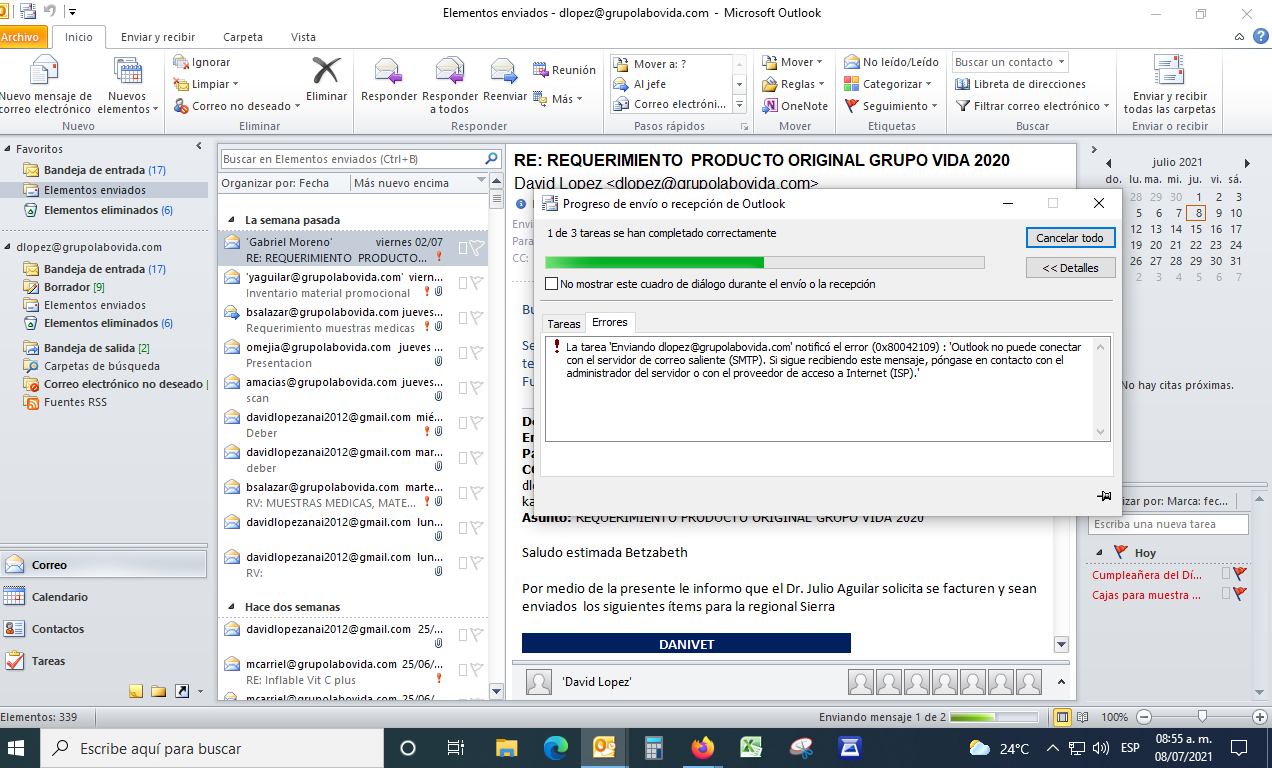 Elementos enviados - dlopez@grupolabovida.com - Microsoft Outlook
Archivo Inicio Enviar y recibir Carpeta Vista
Nuevo mensaje de correo electrónico
Nuevos elementos
Nuevo
Ignorar
Limpiar
Correo no deseado
Eliminar
Eliminar
Responder
Responder a todos
Reenviar
Reunión
Más
Responder
Mover a: ?
Al jefe
Correo electróni...
Pasos rápidos
Mover
Reglas
OneNote
Mover
No leído/Leído
Categorizar
Seguimiento
Etiquetas
Buscar un contacto
Libreta de direcciones
Filtrar correo electrónico
Buscar
Enviar y recibir todas las carpetas
Enviar o recibir
Favoritos
Bandeja de entrada (17)
Elementos enviados
Elementos eliminados (6)
dlopez@grupolabovida.com
Bandeja de entrada (17)
Borrador [9]
Elementos enviados
Elementos eliminados (6)
Bandeja de salida [2]
Carpetas de búsqueda
Correo electrónico no deseado [
Fuentes RSS
Correo
Calendario
Contactos
Tareas
Buscar en Elementos enviados (Ctrl+B)
Organizar por: Fecha Más nuevo encima
La semana pasada
'Gabriel Moreno' viernes 02/07
RE: REQUERIMIENTO PRODUCTO...
'yaguilar@grupolabovida.com' viern...
Inventario material promocional
bsalazar@grupolabovida.com jueves...
Requerimiento muestras medicas
omejia@grupolabovida.com jueves ...
Presentacion
amacias@grupolabovida.com jueves...
scan
davidlopezanai2012@gmail.com mié...
Deber
davidlopezanai2012@gmail.com mar...
deber
bsalazar@grupolabovida.com marte...
RV: MUESTRAS MEDICAS, MATE...
davidlopezanai2012@gmail.com lun...
davidlopezanai2012@gmail.com lun...
RV:
Hace dos semanas
davidlopezanai2012@gmail.com 25/...
mcarriel@grupolabovida.com 25/06/...
RE: Inflable Vit C plus
mcarriel@grupolabovida.com 25/06/...
RE: REQUERIMIENTO PRODUCTO ORIGINAL GRUPO VIDA 2020
David Lopez <dlopez@grupolabovida.com>
Envi
Para
CC:
Bu
Se
te
Fu
De
En
Pa
CC
dl
ka
Asunto: REQUERIMIENTO PRODUCTO ORIGINAL GRUPO VIDA 2020
Saludo estimada Betzabeth
Por medio de la presente le informo que el Dr. Julio Aguilar solicita se facturen y sean
enviados los siguientes ítems para la regional Sierra
DANIVET
'David Lopez'
Progreso de envío o recepción de Outlook
1 de 3 tareas se han completado correctamente
Cancelar todo
<< Detalles
No mostrar este cuadro de diálogo durante el envío o la recepción
Tareas Errores
La tarea 'Enviando dlopez@grupolabovida.com' notificó el error (0x80042109) : 'Outlook no puede conectar
con el servidor de correo saliente (SMTP). Si sigue recibiendo este mensaje, póngase en contacto con el
administrador del servidor o con el proveedor de acceso a Internet (ISP).'
julio 2021
do. lu. ma. mi. ju. vi. sá.
28 29 30 1 2 3
5 6 7 8 9 10
12 13 14 15 16 17
19 20 21 22 23 24
26 27 28 29 30 31
2 3 4 5 6 7
No hay citas próximas.
izar por: Marca: fec...
Escriba una nueva tarea
Hoy
Cumpleañera del Dí...
Cajas para muestra ...
Elementos: 339
Enviando mensaje 1 de 2
100%
Escribe aquí para buscar
24°C
ESP
08:55 a. m.
08/07/2021